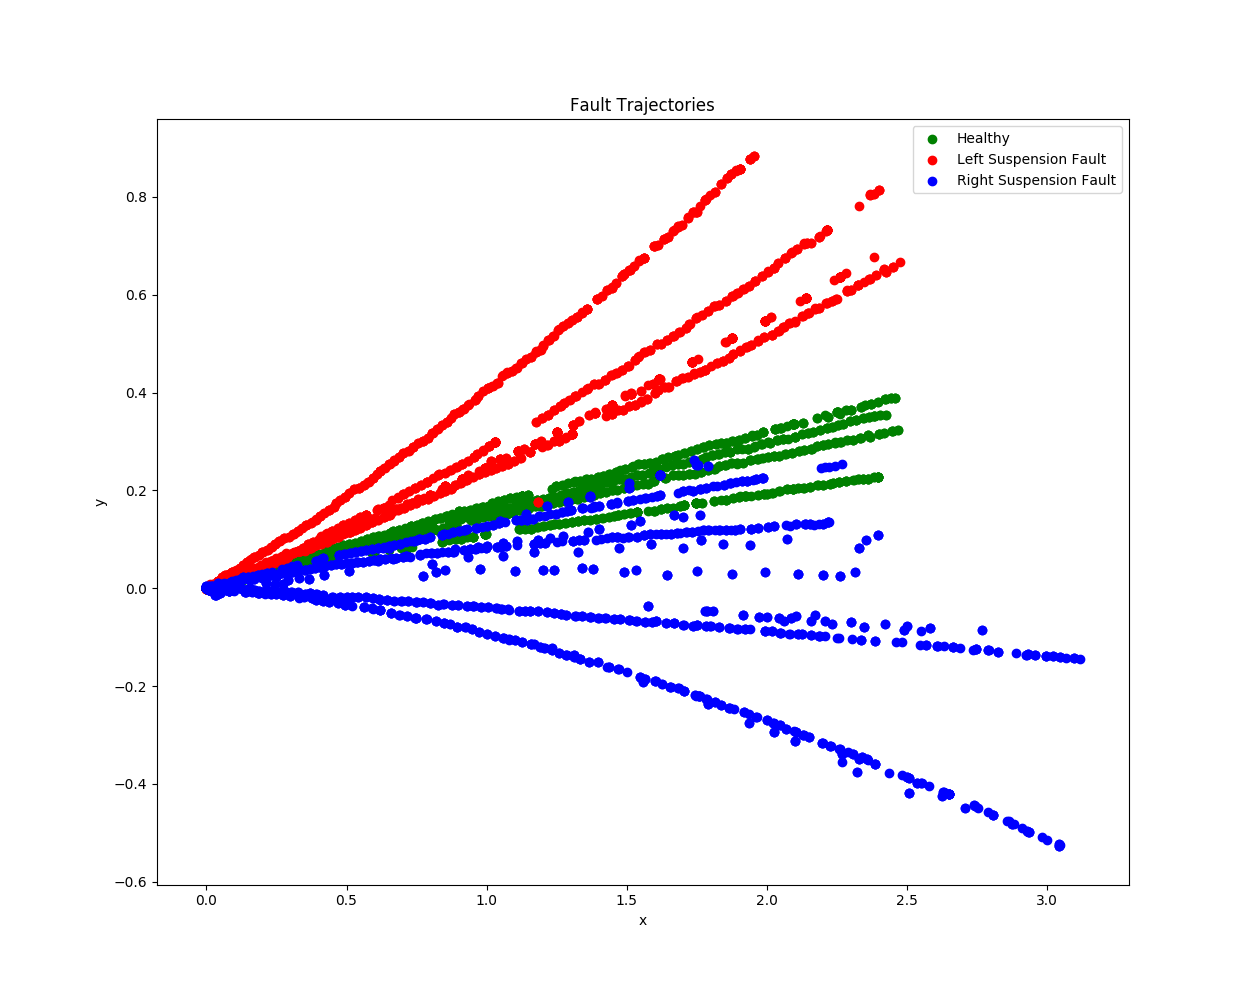 Fault Trajectories
Healthy
Left Suspension Fault
Right Suspension Fault
y
0.8
0.6
0.4
0.2
0.0
−0.2
−0.4
−0.6
0.0 0.5 1.0 1.5 2.0 2.5 3.0
x